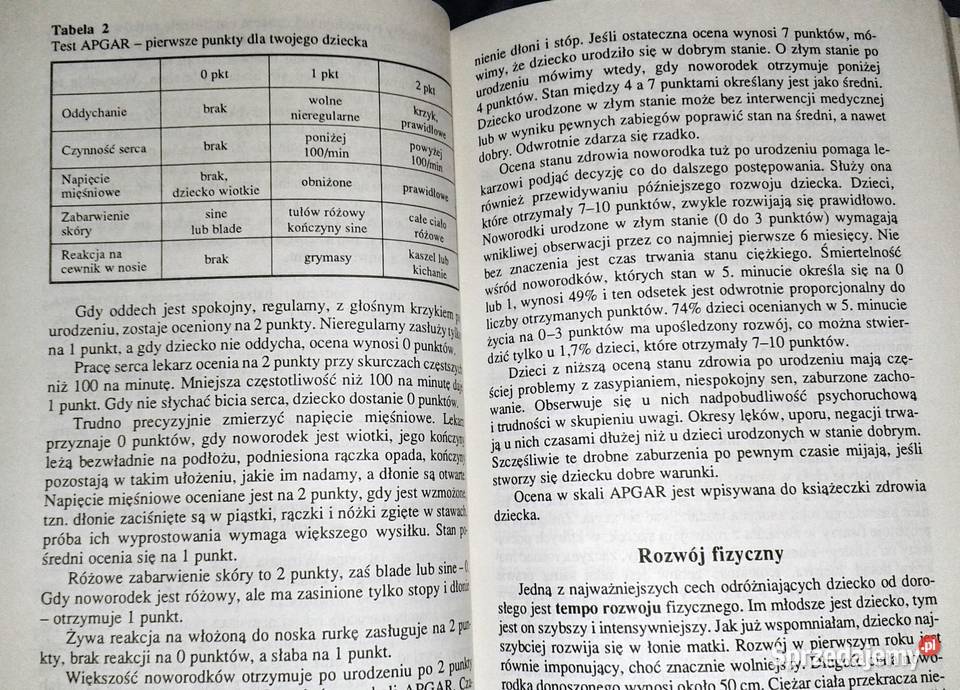 Tabela 2
Test APGAR – pierwsze punkty dla twojego dziecka
0 pkt 1 pkt 2 pkt
Oddychanie brak wolne nieregularne krzyk, prawidłowe
Czynność serca brak poniżej 100/min powyżej 100/min
Napięcie mięśniowe brak, dziecko wiotkie obniżone prawidłowe
Zabarwienie skóry sine lub blade tułów różowy kończyny sine całe ciało różowe
Reakcja na cewnik w nosie brak grymasy kaszel lub kichanie
Gdy oddech jest spokojny, regularny, z głośnym krzykiem
urodzeniu, zostaje oceniony na 2 punkty. Nieregularny zasługuje tylko
na 1 punkt, a gdy dziecko nie oddycha, ocena wynosi 0 punktów.
Pracę serca lekarz ocenia na 2 punkty przy skurczach częstszych
niż 100 na minutę. Mniejsza częstotliwość niż 100 na minutę daje
1 punkt. Gdy nie słychać bicia serca, dziecko dostanie 0 punktów.
Trudno precyzyjnie zmierzyć napięcie mięśniowe. Lekarz
przyznaje 0 punktów, gdy noworodek jest wiotki, jego kończyny
leżą bezwładnie na podłożu, podniesiona rączka opada, kończyny
pozostają w takim ułożeniu, jakie im nadamy, a dłonie są otwarte.
Napięcie mięśniowe oceniane jest na 2 punkty, gdy jest wzmożone,
tzn. dłonie zaciśnięte są w piąstki, rączki i nóżki zgięte w stawach,
próba ich wyprostowania wymaga większego wysiłku. Stan po-
średni ocenia się na 1 punkt.
Różowe zabarwienie skóry to 2 punkty, zaś blade lub sine – 0.
Gdy noworodek jest różowy, ale ma zasinione tylko stopy i dłonie
– otrzymuje 1 punkt.
Żywa reakcja na włożoną do noska rurkę zasługuje na 2 pun-
kty, brak reakcji na 0 punktów, a słaba na 1 punkt.
Większość noworodków otrzymuje po urodzeniu po 2 punkty
APGAR.
nienie dłoni i stóp. Jeśli ostateczna ocena wynosi 7 punktów, mó-
wimy, że dziecko urodziło się w dobrym stanie. O złym stanie po
urodzeniu mówimy wtedy, gdy noworodek otrzymuje poniżej
4 punktów. Stan między 4 a 7 punktami określany jest jako średni.
Dziecko urodzone w złym stanie może bez interwencji medycznej
lub w wyniku pewnych zabiegów poprawić stan na średni, a nawet
dobry. Odwrotnie zdarza się rzadko.
Ocena stanu zdrowia noworodka tuż po urodzeniu pomaga le-
karzowi podjąć decyzję co do dalszego postępowania. Służy ona
również przewidywaniu późniejszego rozwoju dziecka. Dzieci,
które otrzymały 7–10 punktów, zwykle rozwijają się prawidłowo.
Noworodki urodzone w złym stanie (0 do 3 punktów) wymagają
wnikliwej obserwacji przez co najmniej pierwsze 6 miesięcy. Nie
bez znaczenia jest czas trwania stanu ciężkiego. Śmiertelność
wśród noworodków, których stan w 5. minucie określa się na 0
lub 1, wynosi 49% i ten odsetek jest odwrotnie proporcjonalny do
liczby otrzymanych punktów. 74% dzieci ocenianych w 5. minucie
życia na 0–3 punktów ma upośledzony rozwój, co można stwier-
dzić tylko u 1,7% dzieci, które otrzymały 7–10 punktów.
Dzieci z niższą oceną stanu zdrowia po urodzeniu mają czę-
ściej problemy z zasypianiem, niespokojny sen, zaburzone zacho-
wanie. Obserwuje się u nich nadpobudliwość psychoruchową
i trudności w skupieniu uwagi. Okresy lęków, uporu, negacji trwa-
ją u nich czasami dłużej niż u dzieci urodzonych w stanie dobrym.
Szczęśliwie te drobne zaburzenia po pewnym czasie mijają, jeśli
stworzy się dziecku dobre warunki.
Ocena w skali APGAR jest wpisywana do książeczki zdrowia
dziecka.
Rozwój fizyczny
Jedną z najważniejszych cech odróżniających dziecko od doro-
słego jest tempo rozwoju fizycznego. Im młodsze jest dziecko, tym
jest on szybszy i intensywniejszy. Jak już wspomniałam, dziecko naj-
szybciej rozwija się w łonie matki. Rozwój w pierwszym roku jest
równie imponujący, choć znacznie wolniejszy. Długość ciała nowo-
rodka donoszonego wynosi około 50 cm. Ciężar ciała przekracza nie-
Sprzedajemy.pl